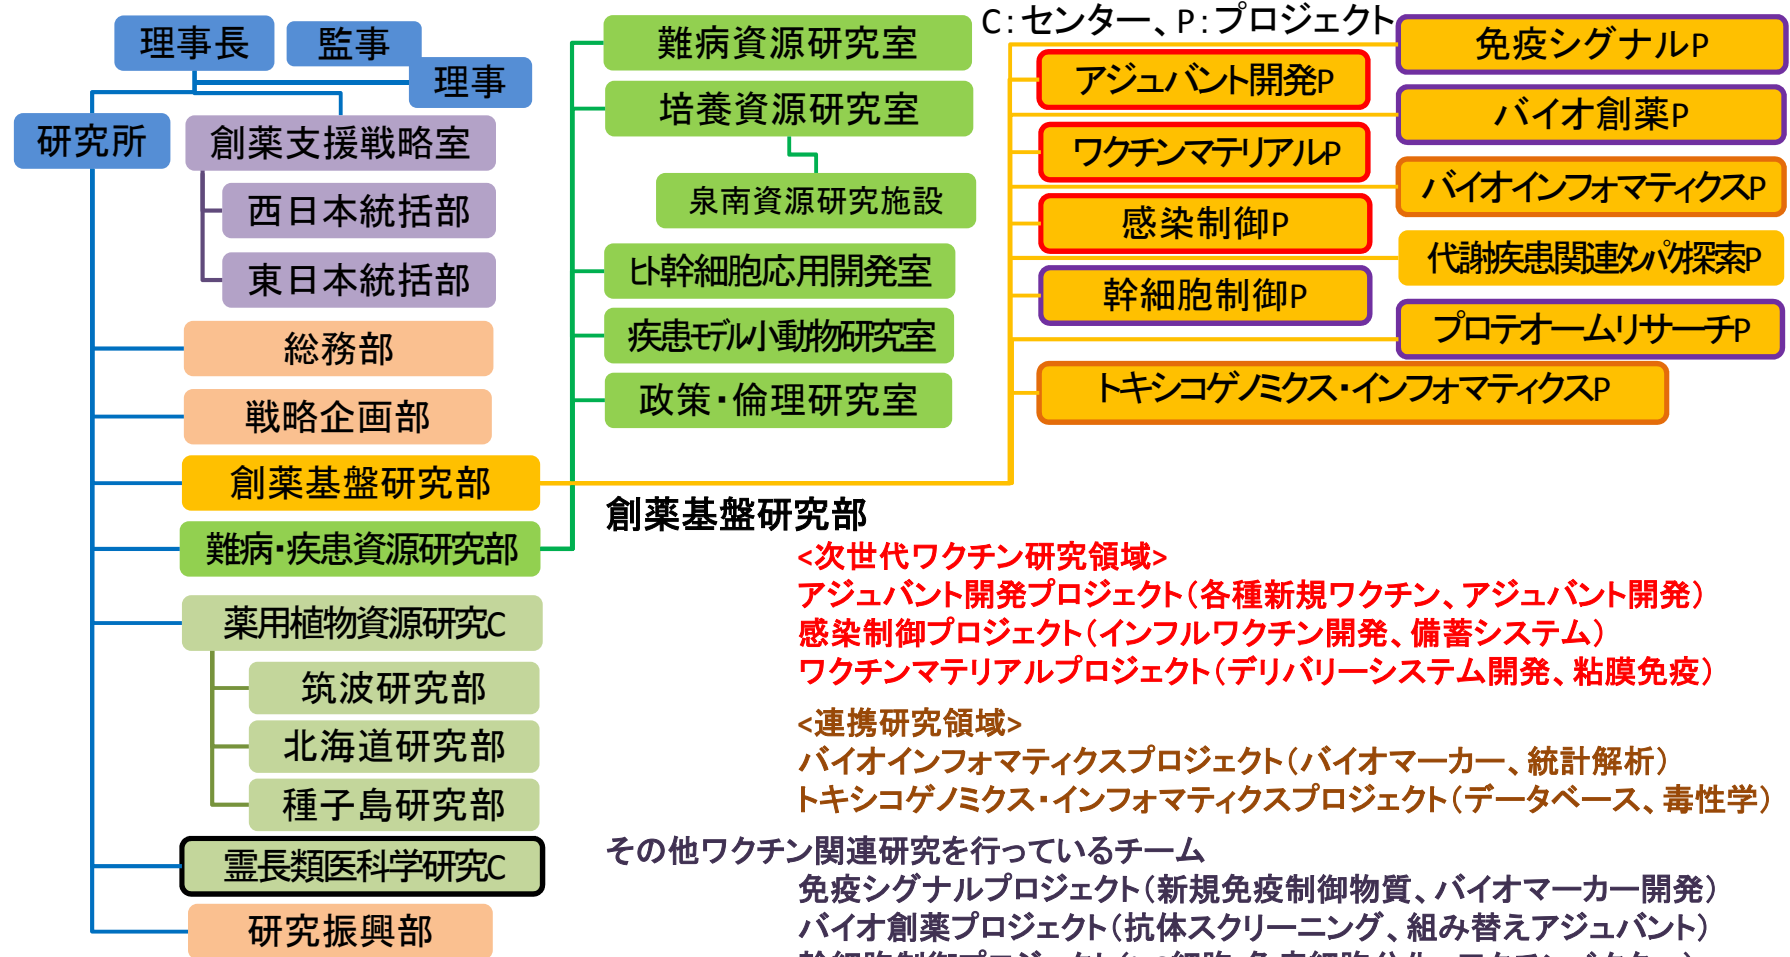 理事長
監事
理事
研究所
創薬支援戦略室
西日本統括部
東日本統括部
総務部
戦略企画部
創薬基盤研究部
難病・疾患資源研究部
薬用植物資源研究C
筑波研究部
北海道研究部
種子島研究部
霊長類医科学研究C
研究振興部
難病資源研究室
培養資源研究室
泉南資源研究施設
ヒト幹細胞応用開発室
疾患モデル小動物研究室
政策・倫理研究室
C：センター、P：プロジェクト
アジュバント開発P
ワクチンマテリアルP
感染制御P
幹細胞制御P
トキシコゲノミクス・インフォマティクスP
免疫シグナルP
バイオ創薬P
バイオインフォマティクスP
代謝疾患関連タンパク探索P
プロテオームリサーチP
創薬基盤研究部
<次世代ワクチン研究領域>
アジュバント開発プロジェクト（各種新規ワクチン、アジュバント開発）
感染制御プロジェクト（インフルワクチン開発、備蓄システム）
ワクチンマテリアルプロジェクト（デリバリーシステム開発、粘膜免疫）
<連携研究領域>
バイオインフォマティクスプロジェクト（バイオマーカー、統計解析）
トキシコゲノミクス・インフォマティクスプロジェクト（データベース、毒性学）
その他ワクチン関連研究を行っているチーム
免疫シグナルプロジェクト（新規免疫制御物質、バイオマーカー開発）
バイオ創薬プロジェクト（抗体スクリーニング、組み替えアジュバント）